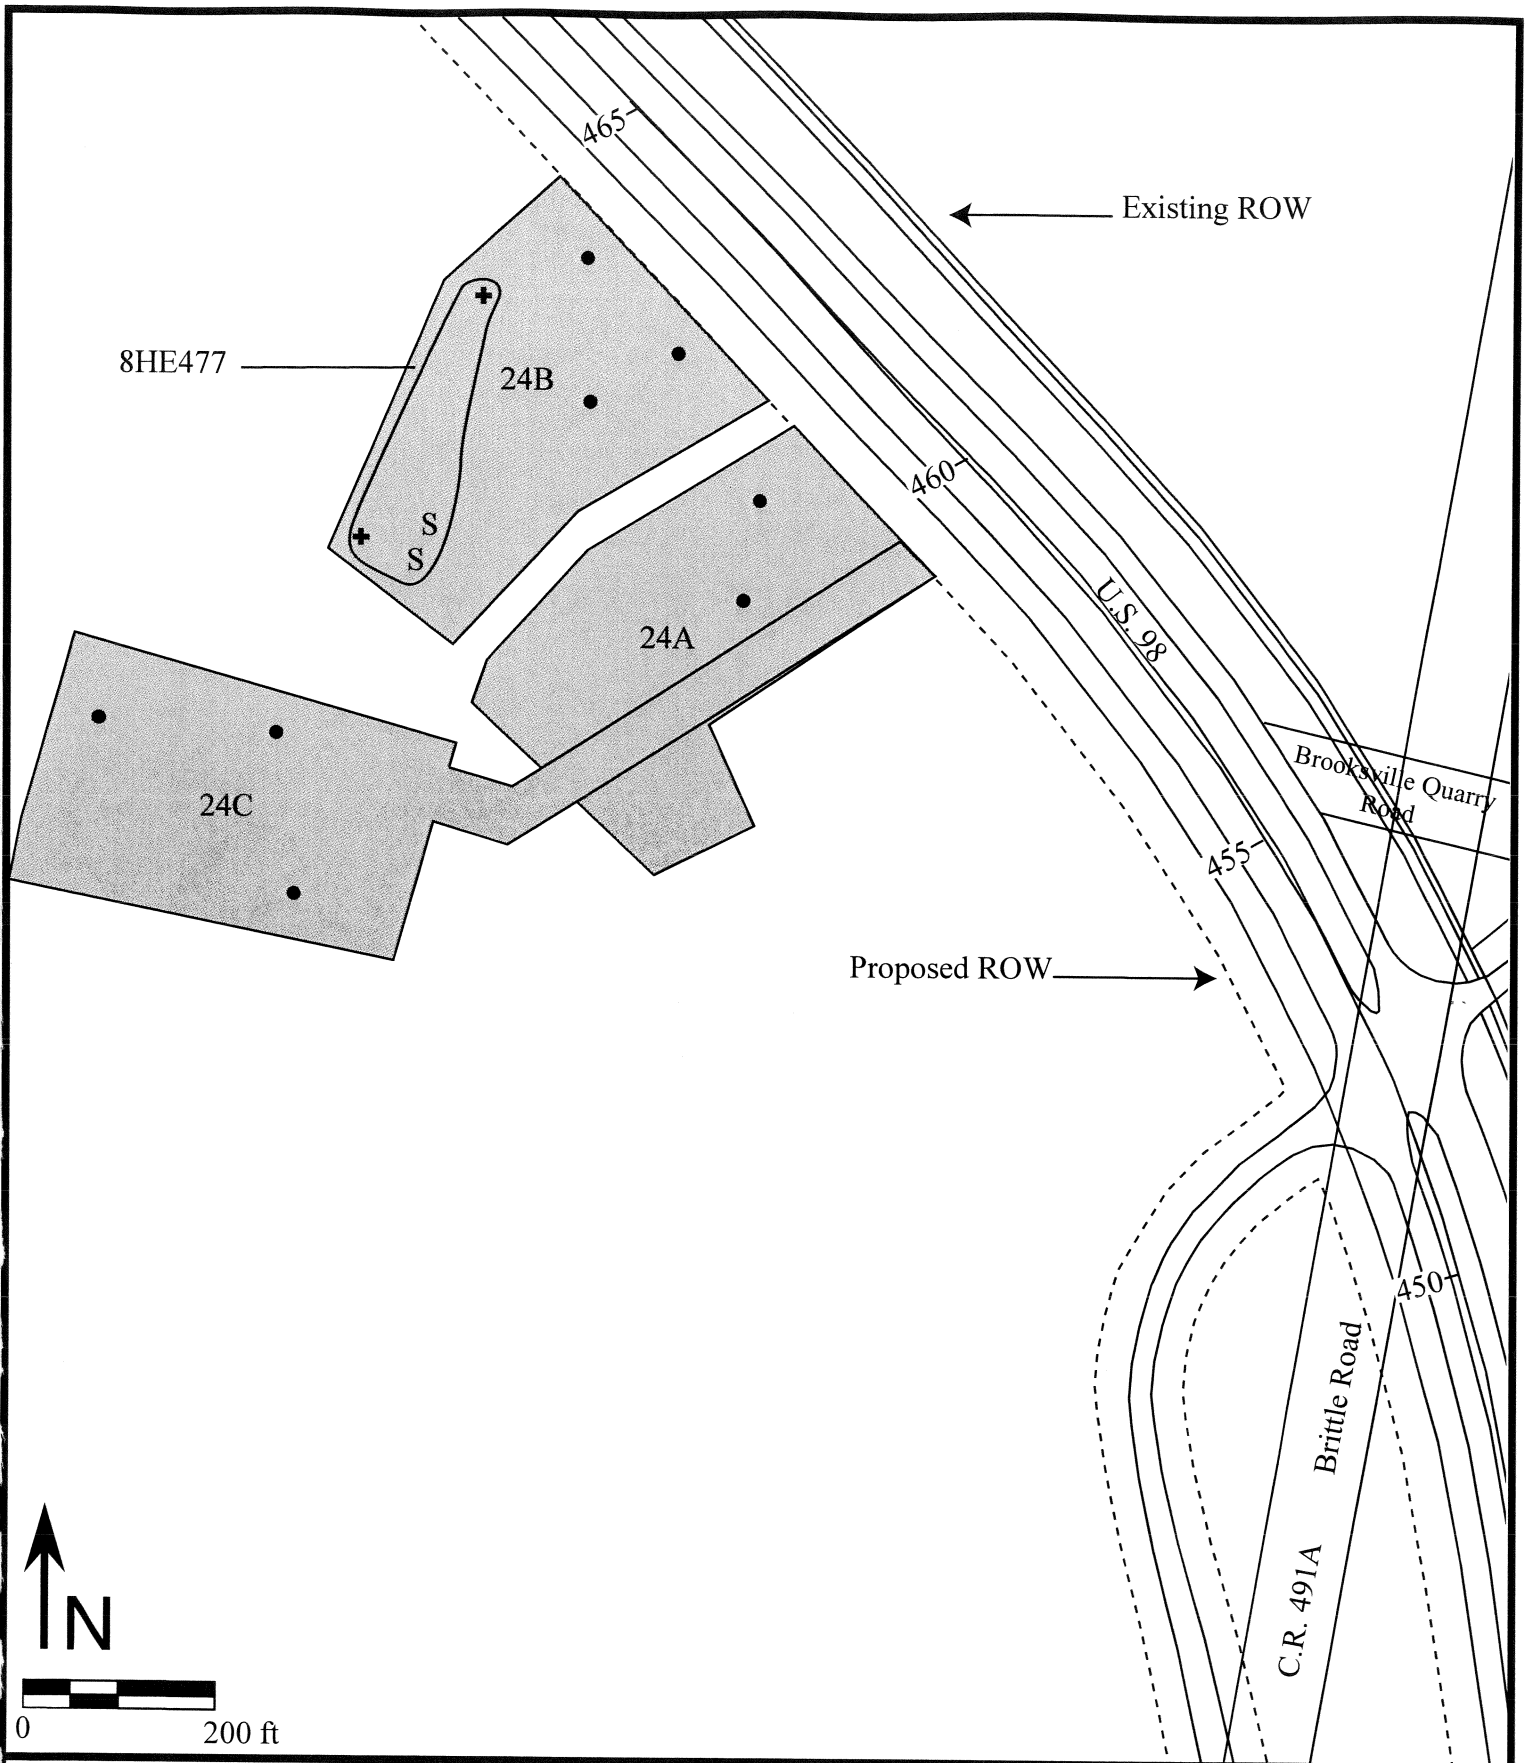 465
Existing ROW
8HE477
24B
460
S
S
U.S. 98
24A
Brooksville Quarry
Road
24C
455
Proposed ROW
450
Brittle Road
C.R. 491A
N
0 200 ft